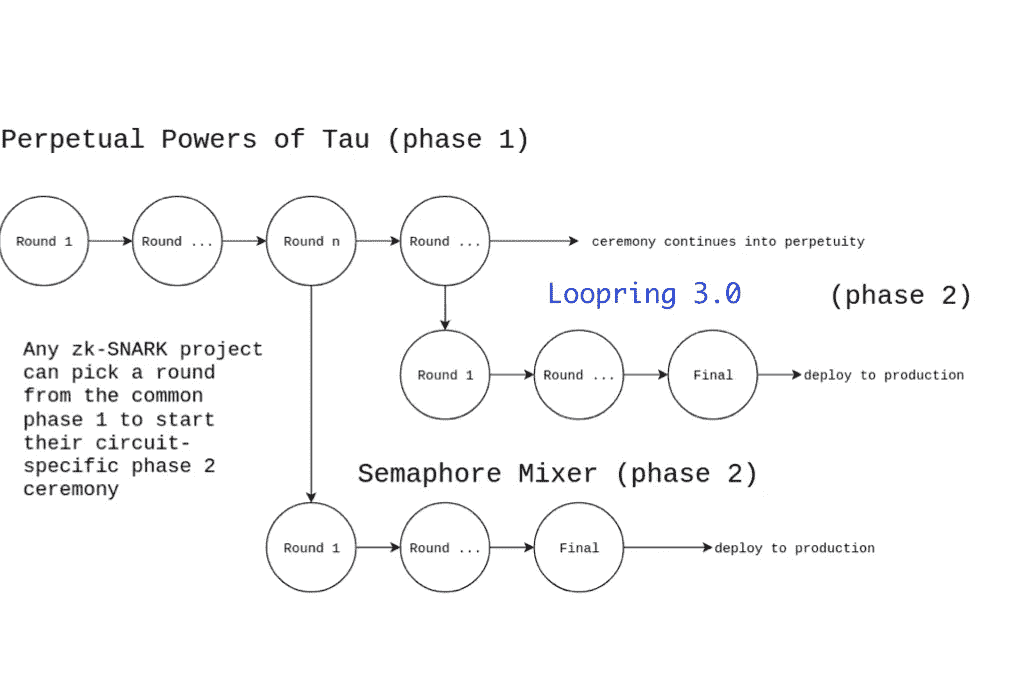 Perpetual Powers of Tau (phase 1)
Round 1
Round ...
Round n
Round ...
ceremony continues into perpetuity
Loopring 3.0 (phase 2)
Any zk-SNARK project
can pick a round
from the common
phase 1 to start
their circuit-
specific phase 2
ceremony
Round 1
Round ...
Final
deploy to production
Semaphore Mixer (phase 2)
Round 1
Round ...
Final
deploy to production